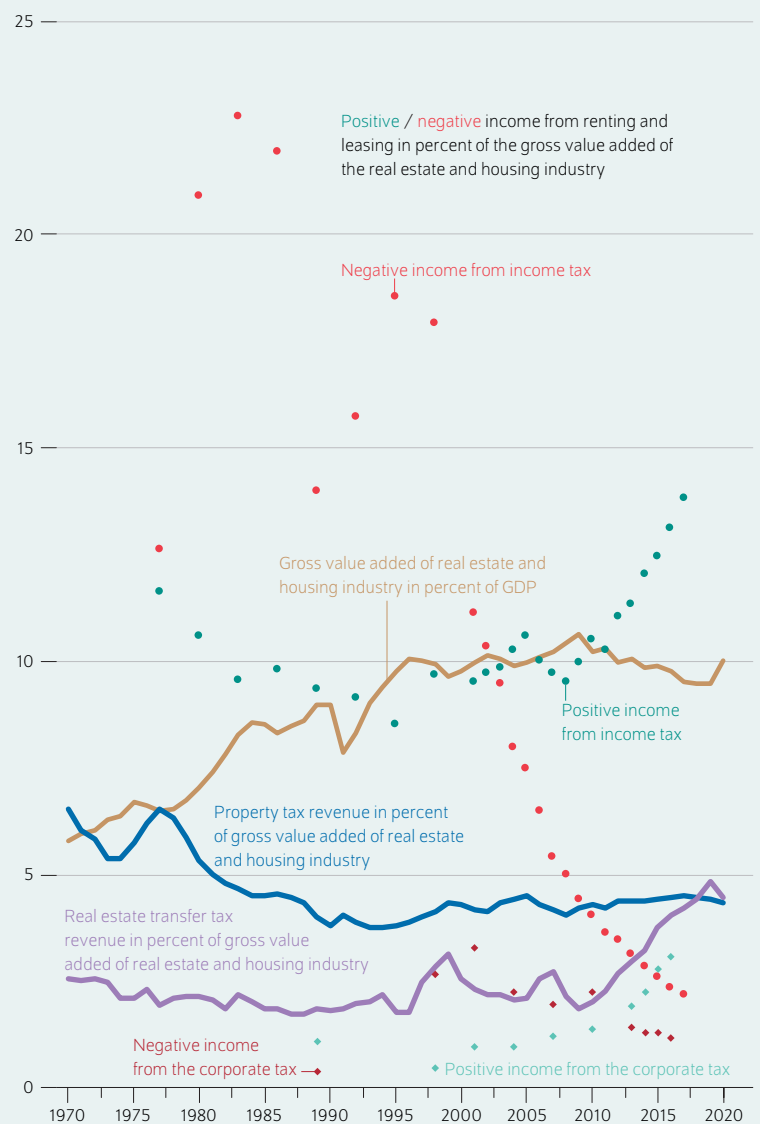 25
Positive / negative income from renting and
leasing in percent of the gross value added of
the real estate and housing industry
20
Negative income from income tax
15
Gross value added of real estate and
housing industry in percent of GDP
10
Positive income
from income tax
Property tax revenue in percent
of gross value added of real estate
and housing industry
5
Real estate transfer tax
revenue in percent of gross value
added of real estate and housing industry
Negative income
from the corporate tax
Positive income from the corporate tax
0
1970 1975 1980 1985 1990 1995 2000 2005 2010 2015 2020